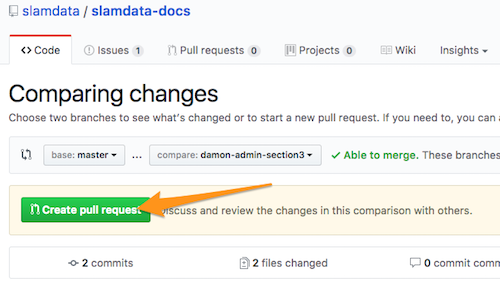 slamdata / slamdata-docs
Code Issues 1 Pull requests 0 Projects 0 Wiki Insights
Comparing changes
Choose two branches to see what's changed or to start a new pull request. If you need to, you can a
base: master ... compare: damon-admin-section3 Able to merge. These branches
Create pull request Discuss and review the changes in this comparison with others.
2 commits 2 files changed 0 commit comm